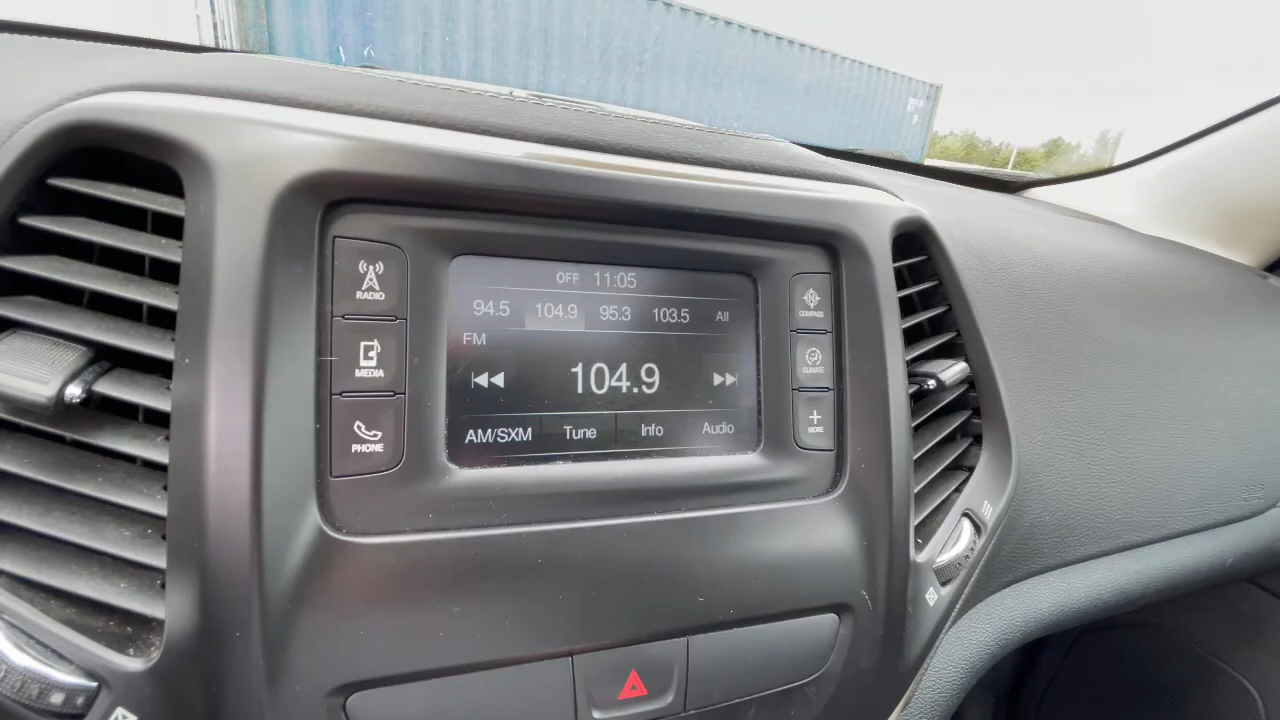 RADIO
MEDIA
PHONE
OFF 11:05
94.5 104.9 95.3 103.5 All
FM
104.9
AM/SXM Tune Info Audio
N
COMPASS
CLIMATE
+
MORE